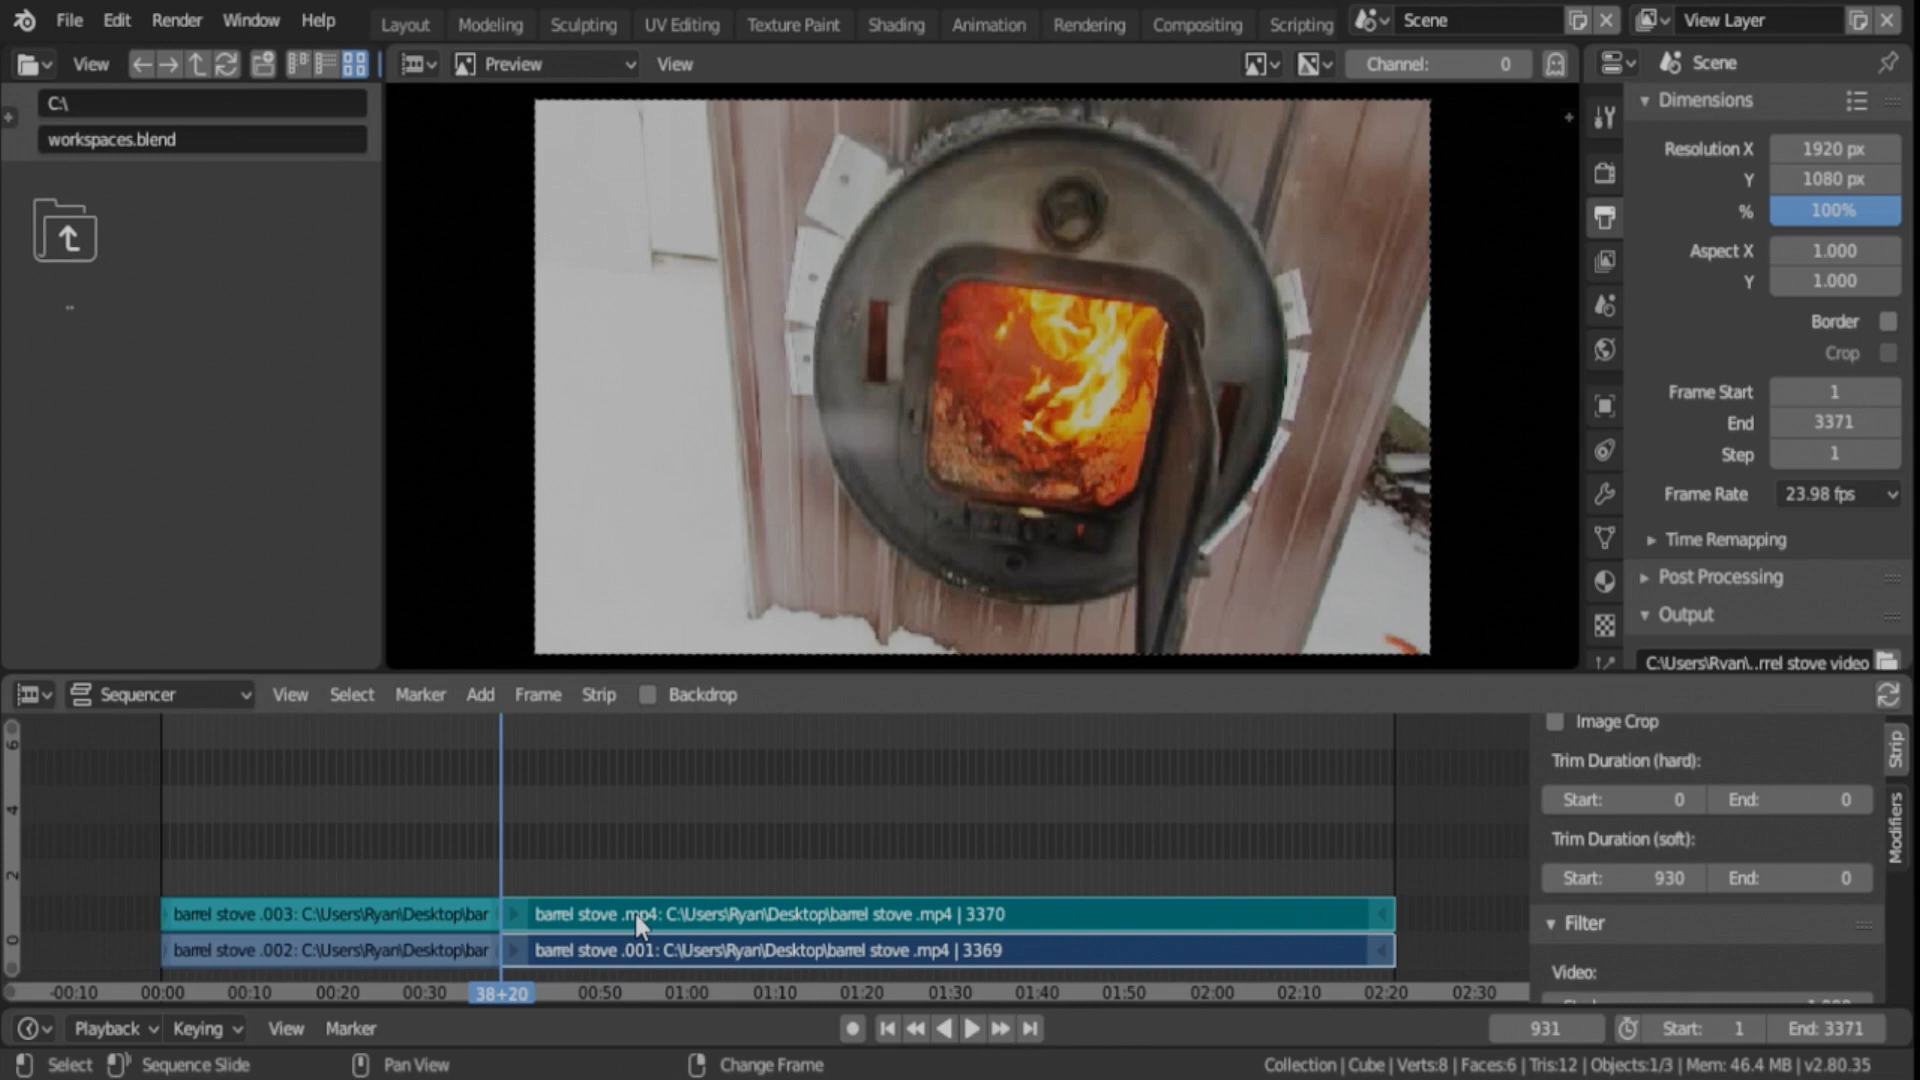 File Edit Render Window Help Layout Modeling Sculpting UV Editing Texture Paint Shading Animation Rendering Compositing Scripting Scene View Layer
View Preview View Channel: 0 Scene
C:\
workspaces.blend
..
Dimensions
Resolution X 1920 px
Y 1080 px
% 100%
Aspect X 1.000
Y 1.000
Border
Crop
Frame Start 1
End 3371
Step 1
Frame Rate 23.98 fps
Time Remapping
Post Processing
Output
C:\Users\Ryan\..rrel stove video
Sequencer View Select Marker Add Frame Strip Backdrop
6
4
2
0
barrel stove .003: C:\Users\Ryan\Desktop\bar
barrel stove .mp4: C:\Users\Ryan\Desktop\barrel stove .mp4 | 3370
barrel stove .002: C:\Users\Ryan\Desktop\bar
barrel stove .001: C:\Users\Ryan\Desktop\barrel stove .mp4 | 3369
-00:10 00:00 00:10 00:20 00:30 38+20 00:50 01:00 01:10 01:20 01:30 01:40 01:50 02:00 02:10 02:20 02:30
Image Crop
Trim Duration (hard):
Start: 0 End: 0
Trim Duration (soft):
Start: 930 End: 0
Filter
Video:
Strip
Modifiers
Playback Keying View Marker 931 Start: 1 End: 3371
Select Sequence Slide Pan View Change Frame Collection | Cube | Verts:8 | Faces:6 | Tris:12 | Objects:1/3 | Mem: 46.4 MB | v2.80.35